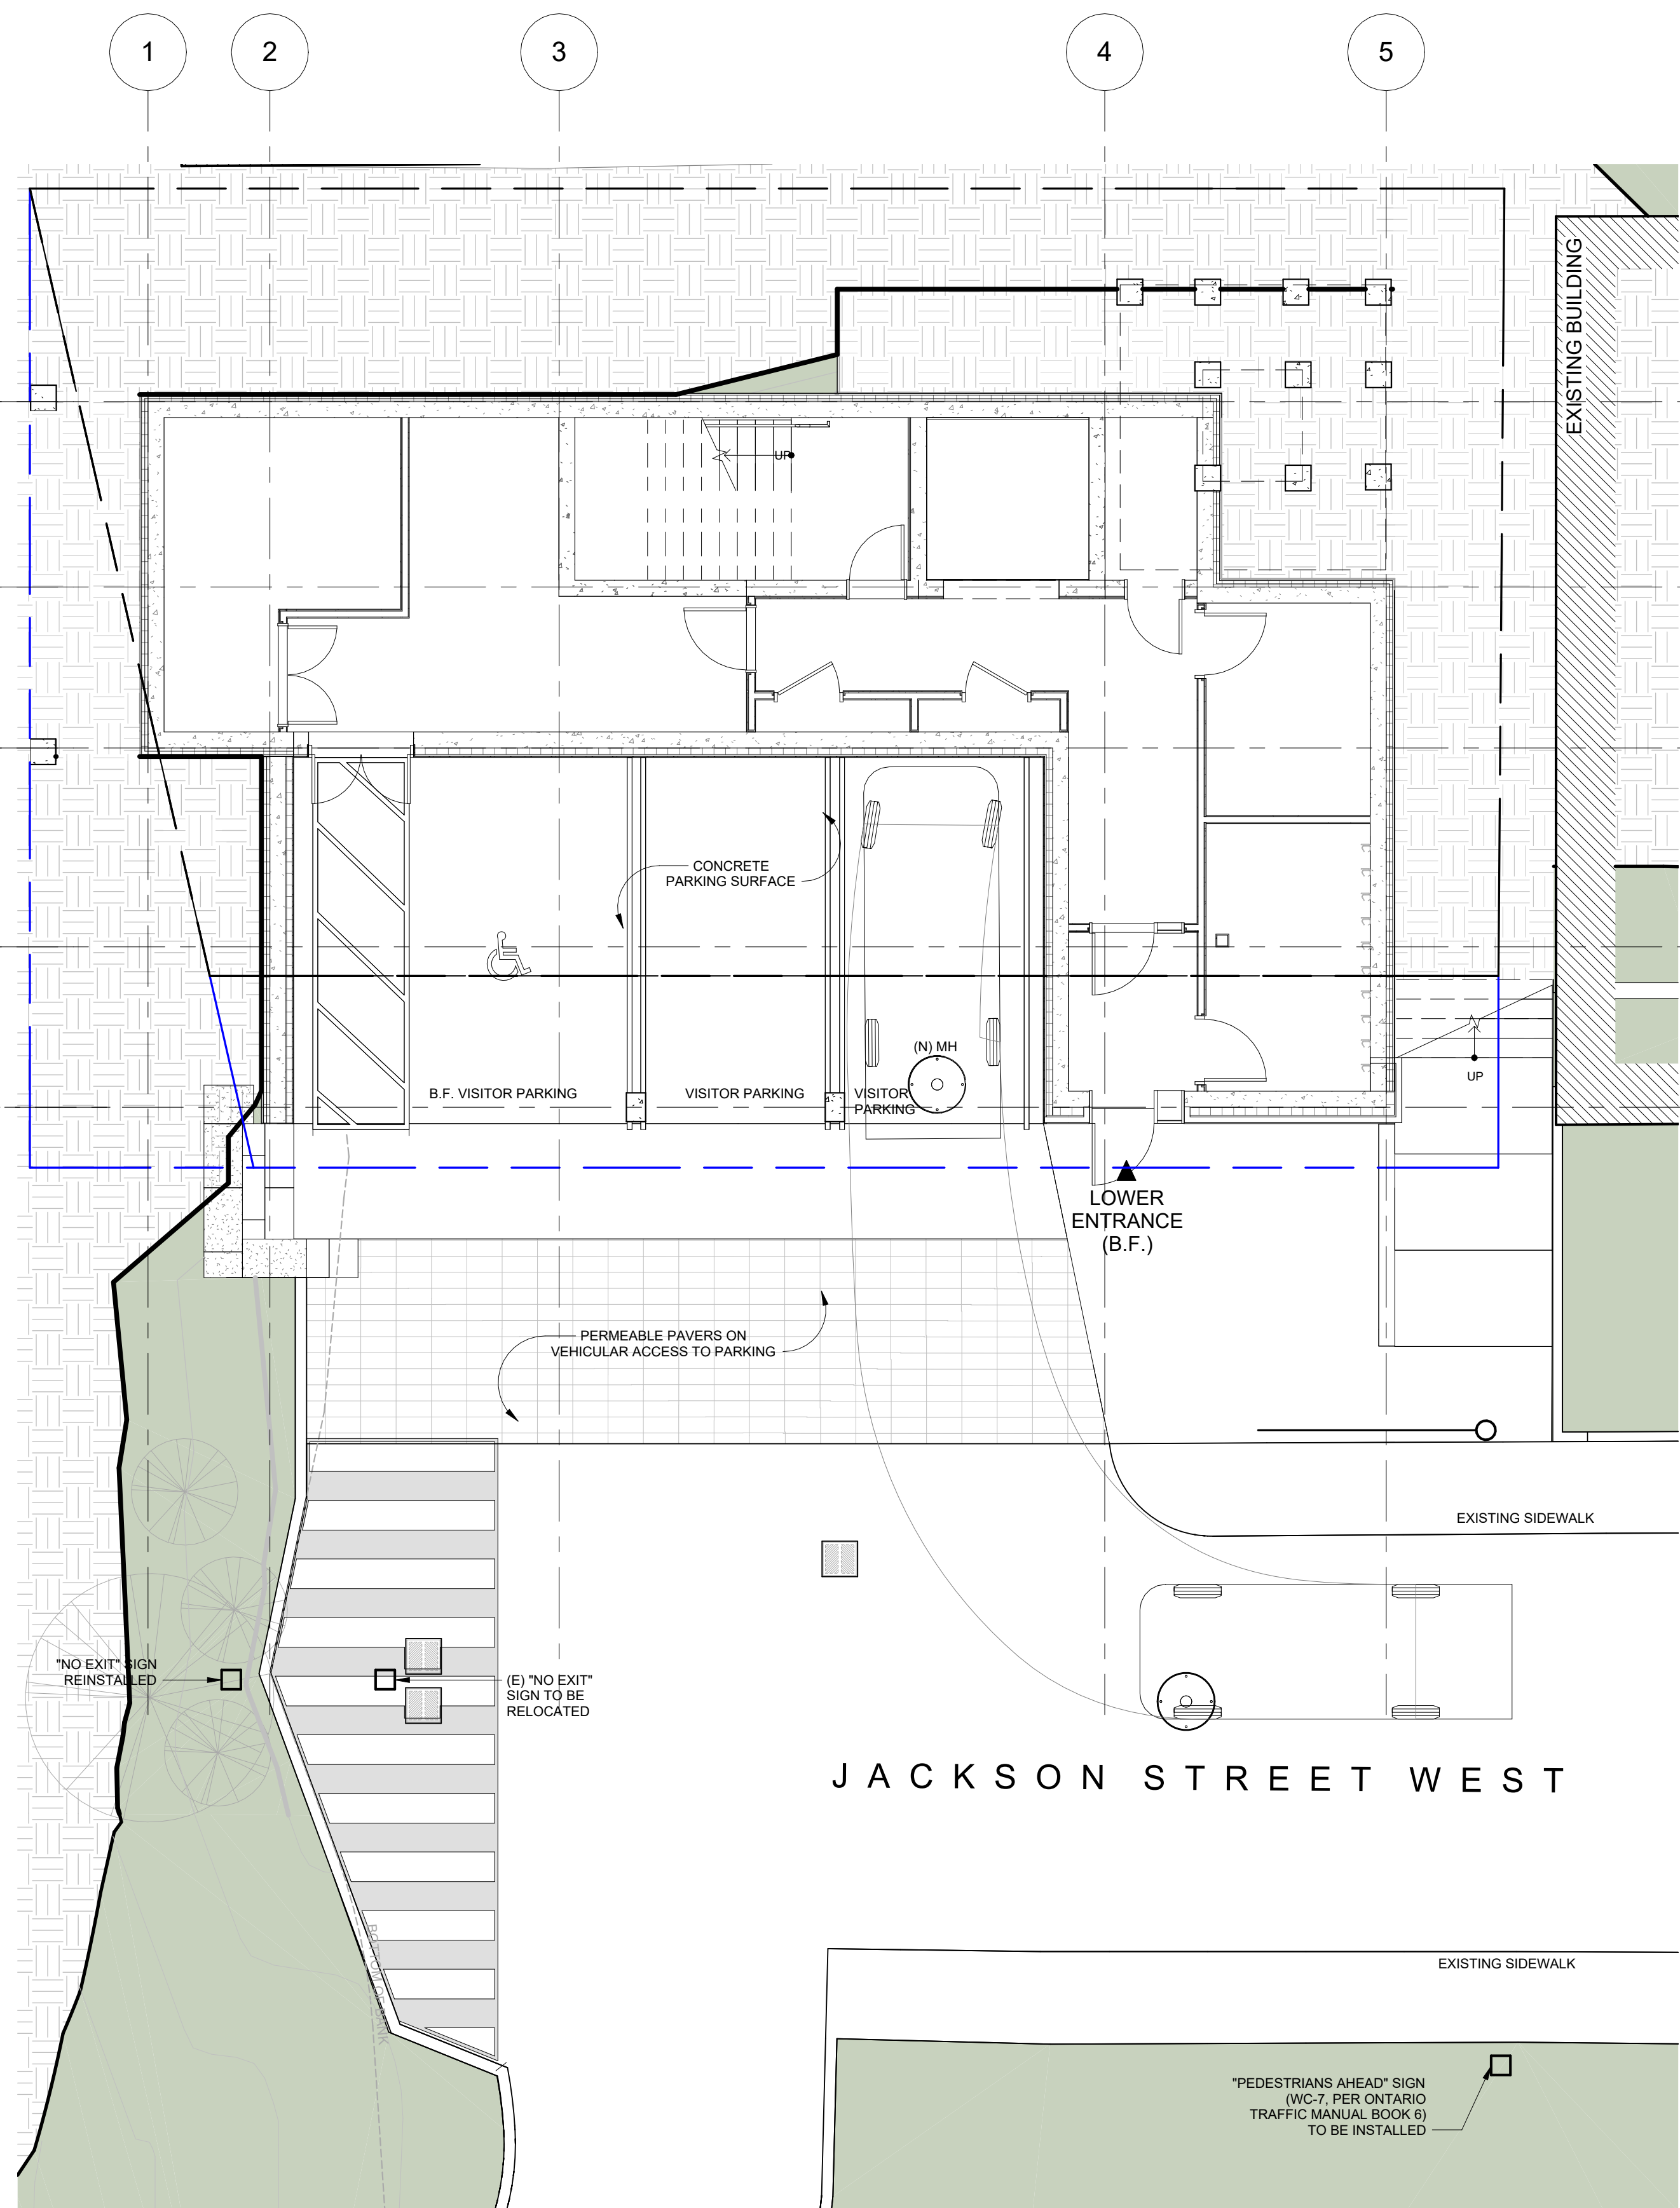 1
2
3
4
5
EXISTING BUILDING
UP
CONCRETE
PARKING SURFACE
(N) MH
B.F. VISITOR PARKING
VISITOR PARKING
VISITOR
PARKING
UP
LOWER
ENTRANCE
(B.F.)
PERMEABLE PAVERS ON
VEHICULAR ACCESS TO PARKING
EXISTING SIDEWALK
"NO EXIT" SIGN
REINSTALLED
(E) "NO EXIT"
SIGN TO BE
RELOCATED
JACKSON STREET WEST
BOTTOM OF BANK
EXISTING SIDEWALK
"PEDESTRIANS AHEAD" SIGN
(WC-7, PER ONTARIO
TRAFFIC MANUAL BOOK 6)
TO BE INSTALLED